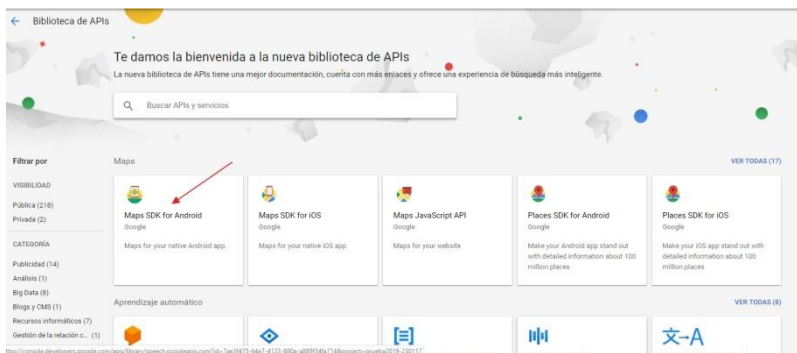 Biblioteca de APIs
Te damos la bienvenida a la nueva biblioteca de APIs
La nueva biblioteca de APIs tiene una mejor documentación, cuenta con más enlaces y ofrece una experiencia de búsqueda más inteligente.
Buscar APIs y servicios
Filtrar por
VISIBILIDAD
Pública (218)
Privada (2)
CATEGORÍA
Publicidad (14)
Análisis (1)
Big Data (8)
Blogs y CMS (1)
Recursos informáticos (7)
Gestión de la relación c... (1)
Maps
VER TODAS (17)
Maps SDK for Android
Google
Maps for your native Android app.
Maps SDK for iOS
Google
Maps for your native iOS app.
Maps JavaScript API
Google
Maps for your website
Places SDK for Android
Google
Make your Android app stand out
with detailed information about 100
million places
Places SDK for iOS
Google
Make your iOS app stand out with
detailed information about 100
million places
Aprendizaje automático
VER TODAS (8)